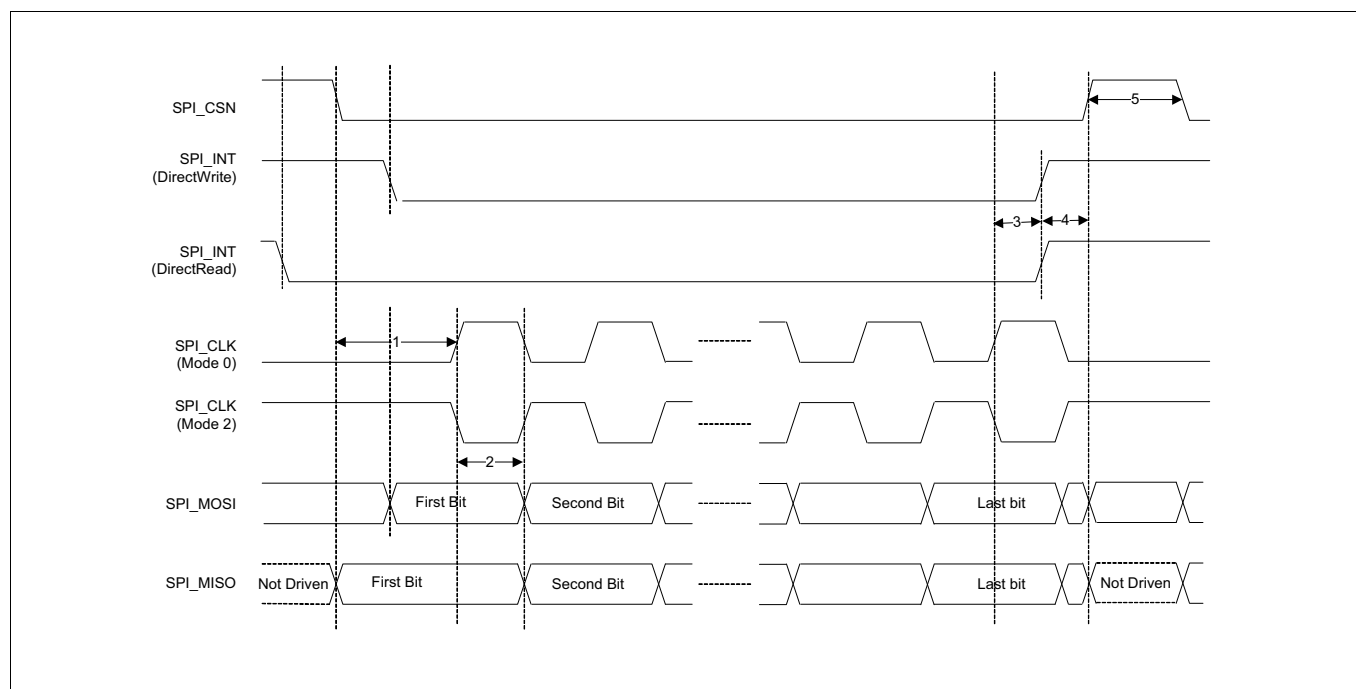 SPI_CSN
5
SPI_INT
(DirectWrite)
3
4
SPI_INT
(DirectRead)
1
SPI_CLK
(Mode 0)
SPI_CLK
(Mode 2)
2
SPI_MOSI
First Bit
Second Bit
Last bit
SPI_MISO
Not Driven
First Bit
Second Bit
Last bit
Not Driven